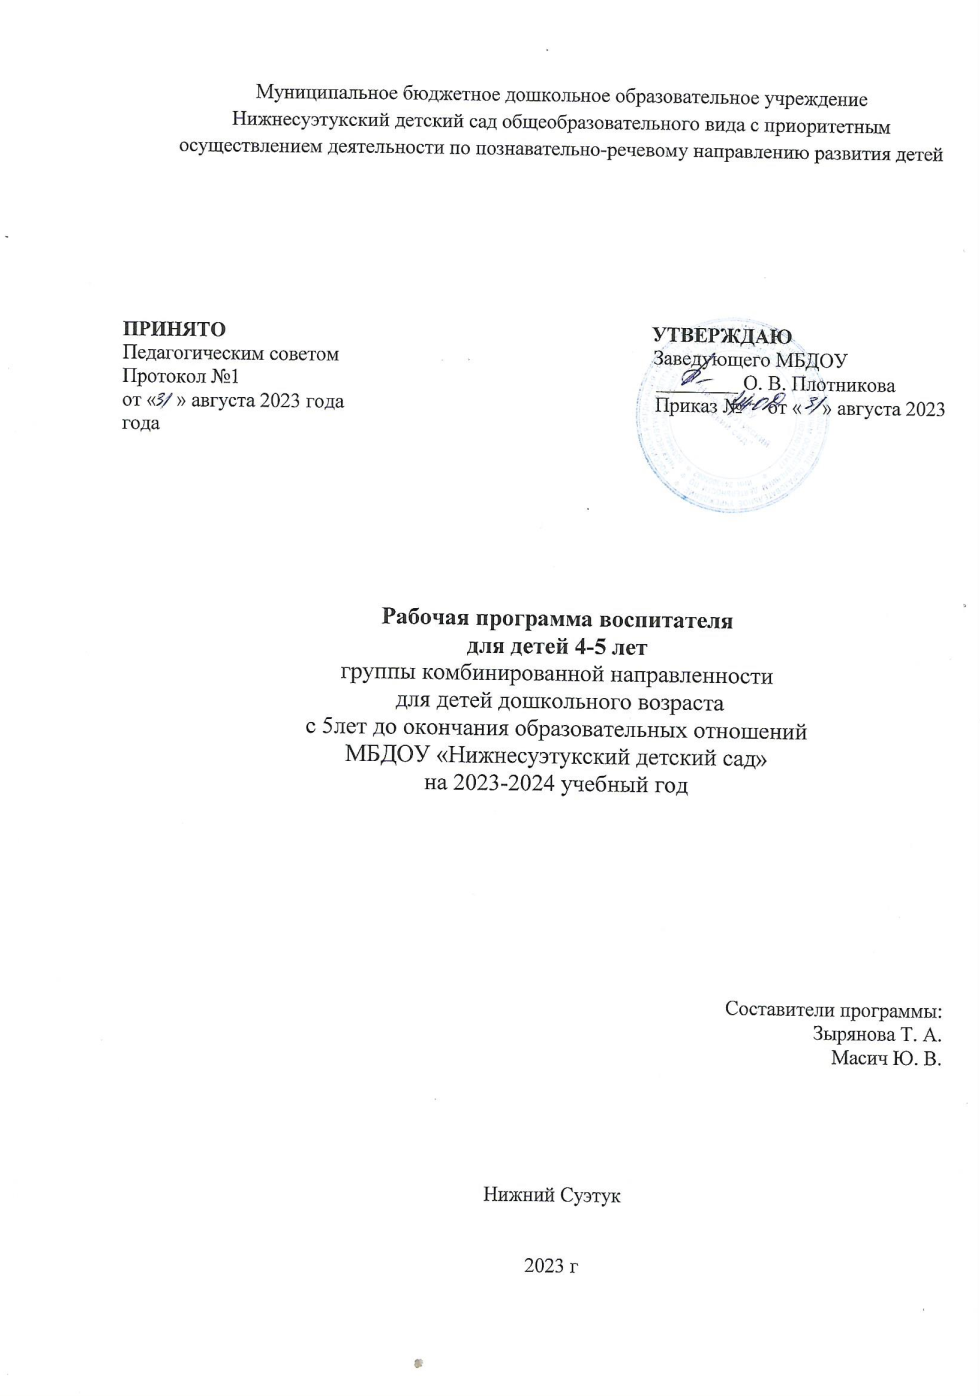 Муниципальное бюджетное дошкольное образовательное учреждение
Нижнесуэтукский детский сад общеобразовательного вида с приоритетным
осуществлением деятельности по познавательно-речевому направлению развития детей
ПРИНЯТО
Педагогическим советом
Протокол №1
от «31 » августа 2023 года
года
УТВЕРЖДАЮ
Заведующего МБДОУ
________ О. В. Плотникова
Приказ № от « 31» августа 2023
Рабочая программа воспитателя
для детей 4-5 лет
группы комбинированной направленности
для детей дошкольного возраста
с 5лет до окончания образовательных отношений
МБДОУ «Нижнесуэтукский детский сад»
на 2023-2024 учебный год
Составители программы:
Зырянова Т. А.
Масич Ю. В.
Нижний Суэтук
2023 г